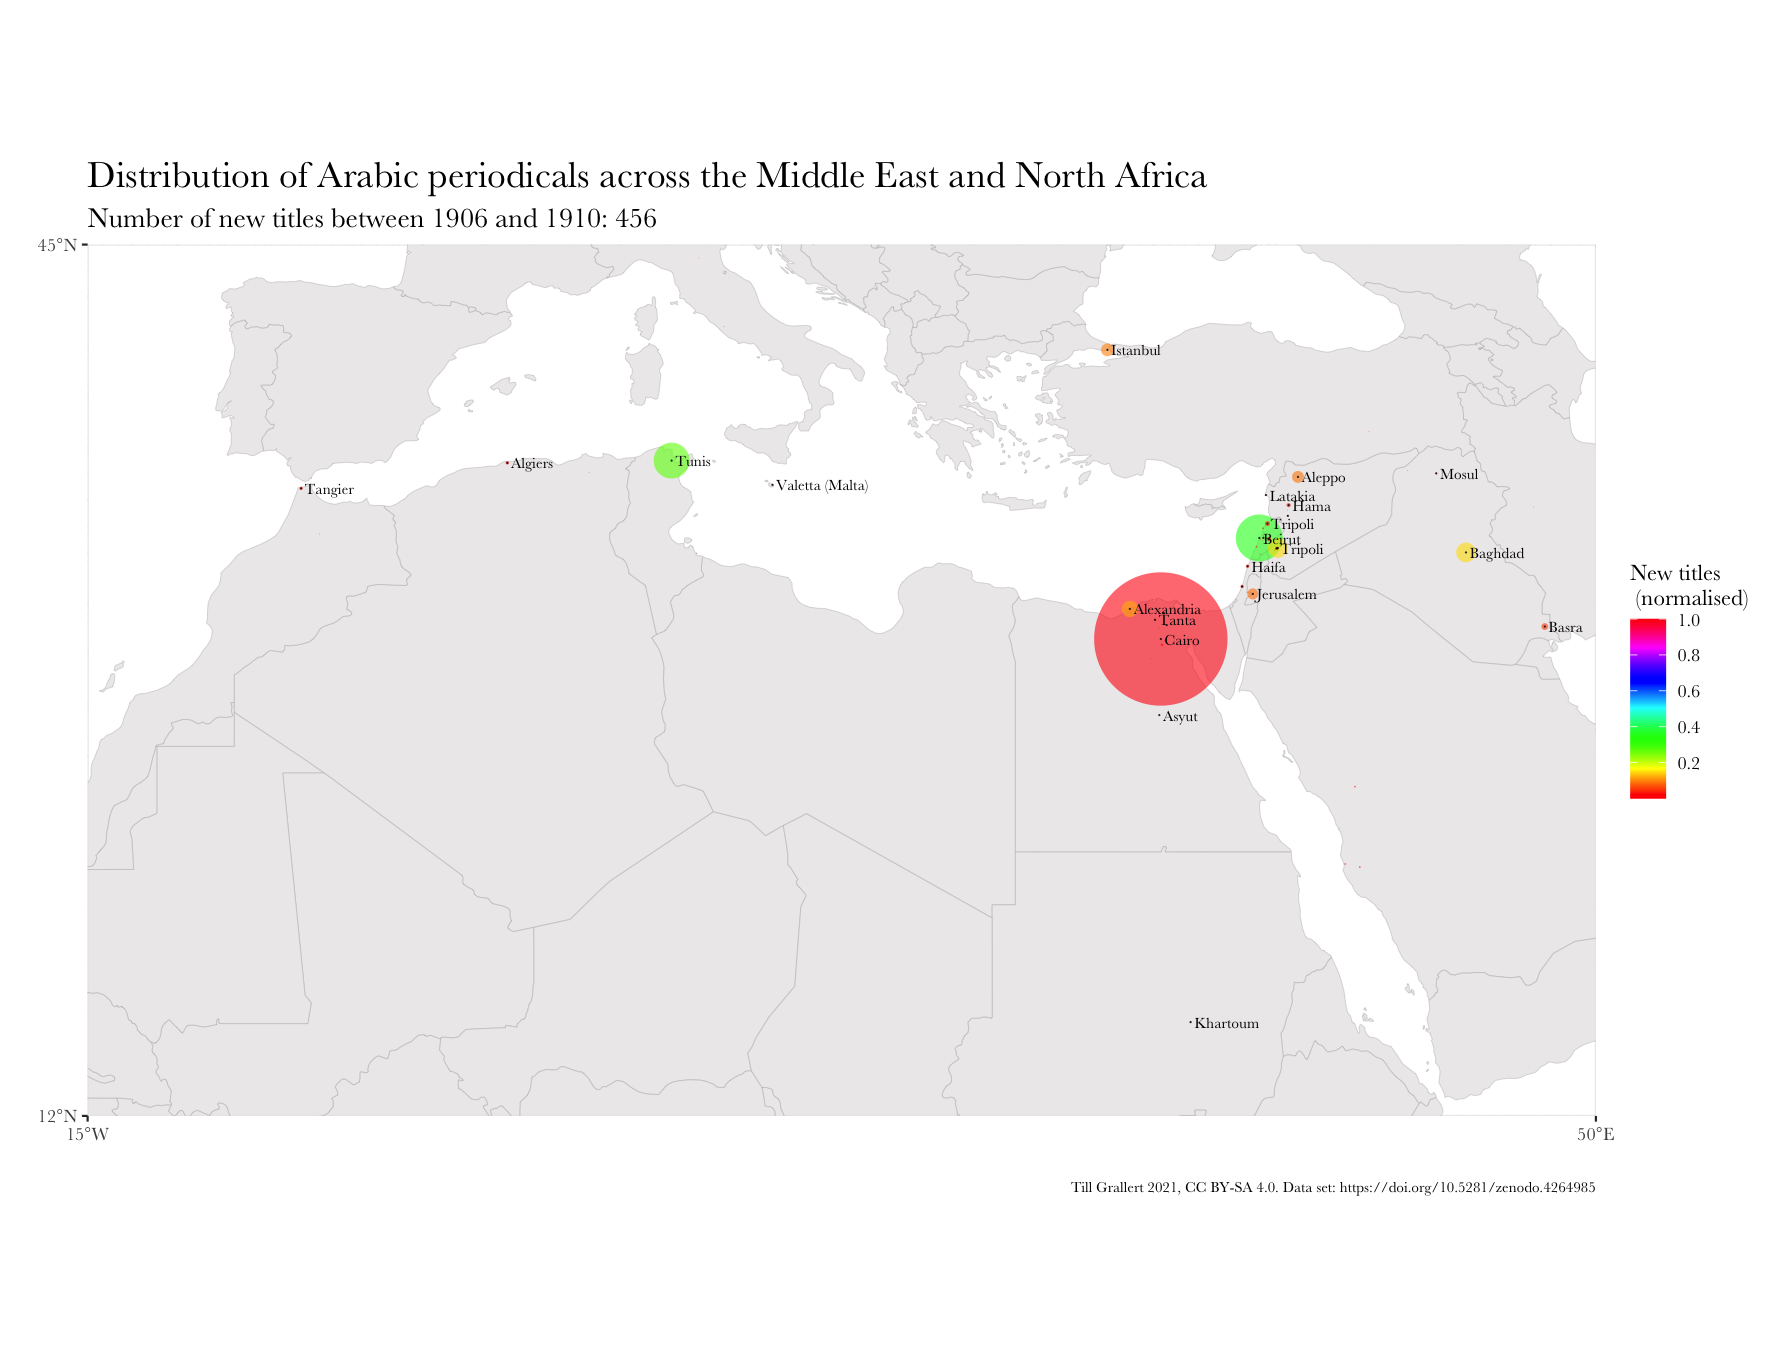 Distribution of Arabic periodicals across the Middle East and North Africa
Number of new titles between 1906 and 1910: 456
45°N
Istanbul
Algiers
Tunis
Tangier
Valetta (Malta)
Aleppo
Mosul
Latakia
Hama
Tripoli
Beirut
Tripoli
Baghdad
Haifa
Jerusalem
Alexandria
Tanta
Cairo
Basra
Asyut
Khartoum
New titles
(normalised)
1.0
0.8
0.6
0.4
0.2
12°N
15°W
50°E
Till Grallert 2021, CC BY-SA 4.0. Data set: https://doi.org/10.5281/zenodo.4264985